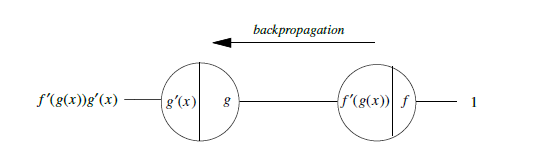 backpropagation
f′(g(x))g′(x) g′(x) g f′(g(x)) f 1